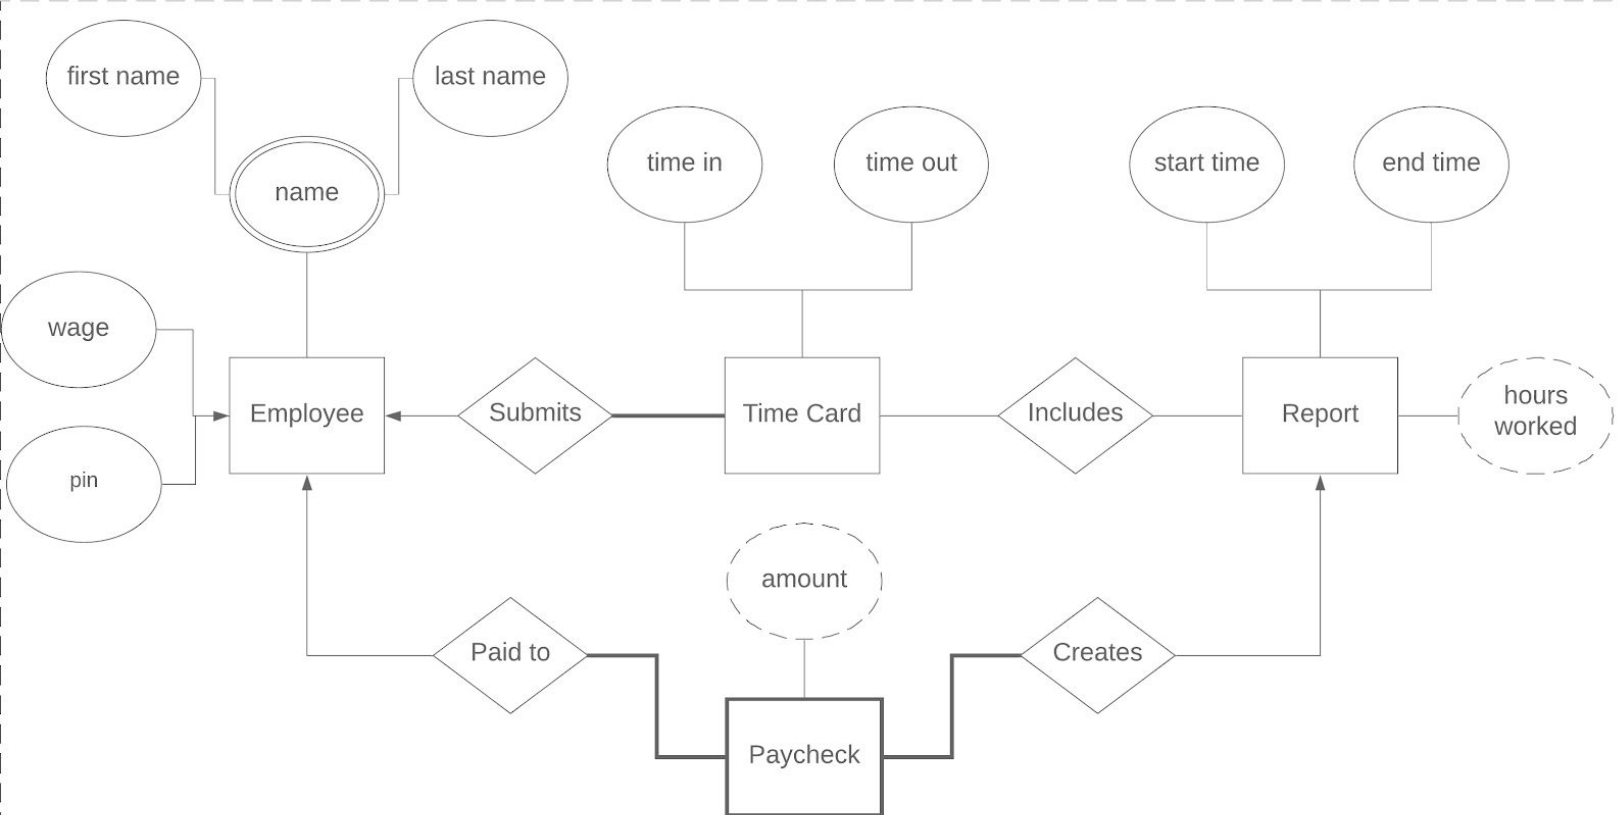 first name
last name
name
time in
time out
start time
end time
wage
pin
Employee
Submits
Time Card
Includes
Report
hours
worked
amount
Paid to
Creates
Paycheck